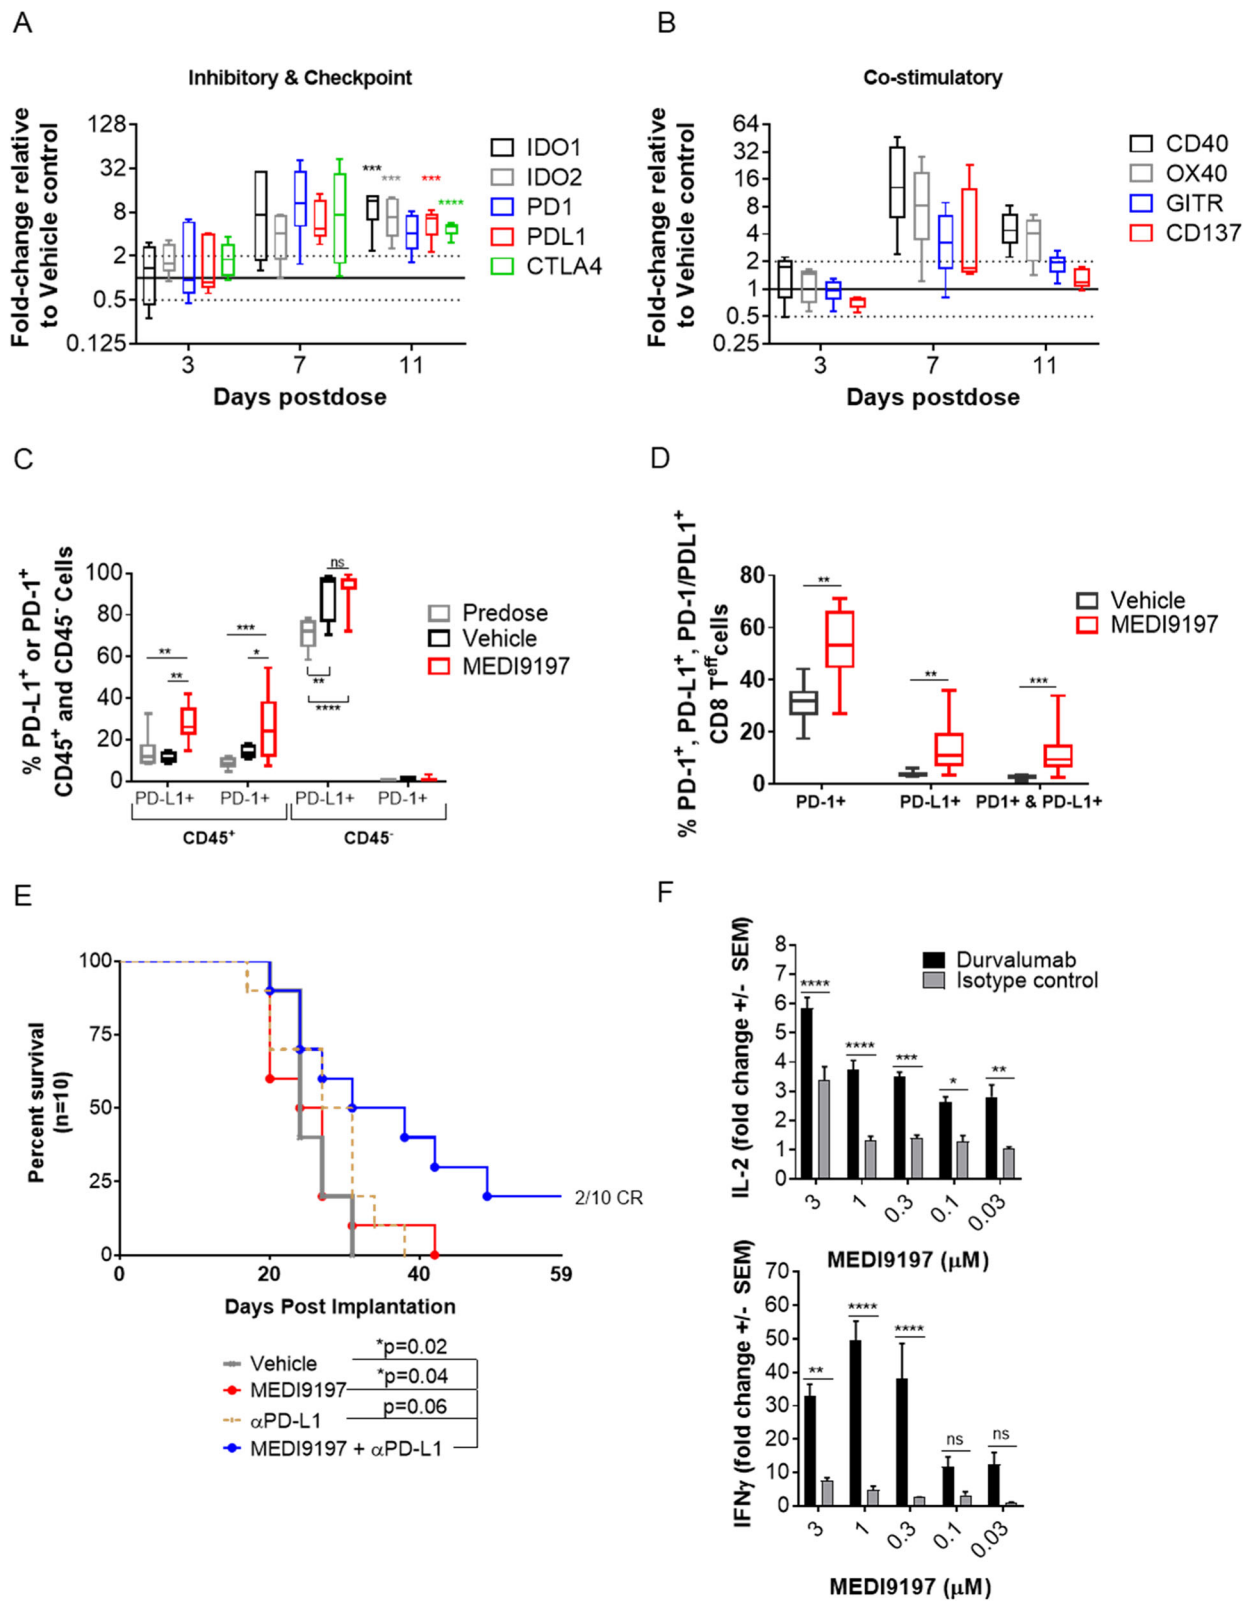 A
Inhibitory & Checkpoint
Fold-change relative
to Vehicle control
128
32
8
2
0.5
0.125
*** *** *** ****
IDO1
IDO2
PD1
PDL1
CTLA4
3 7 11
Days postdose
B
Co-stimulatory
Fold-change relative
to Vehicle control
64
32
16
8
4
2
1
0.5
0.25
CD40
OX40
GITR
CD137
3 7 11
Days postdose
C
% PD-L1+ or PD-1+
CD45+ and CD45- Cells
100
80
60
40
20
0
**
**
***
*
ns
**
****
Predose
Vehicle
MEDI9197
PD-L1+ PD-1+ PD-L1+ PD-1+
CD45+ CD45-
D
% PD-1+, PD-L1+, PD-1/PDL1+
CD8 Teff cells
80
60
40
20
0
** ** ***
Vehicle
MEDI9197
PD-1+ PD-L1+ PD1+ & PD-L1+
E
Percent survival
(n=10)
100
75
50
25
0
2/10 CR
0 20 40 59
Days Post Implantation
Vehicle *p=0.02
MEDI9197 *p=0.04
αPD-L1 p=0.06
MEDI9197 + αPD-L1
F
IL-2 (fold change +/- SEM)
8
7
6
5
4
3
2
1
0
**** **** *** * **
Durvalumab
Isotype control
3 1 0.3 0.1 0.03
MEDI9197 (μM)
IFNγ (fold change +/- SEM)
70
60
50
40
30
20
10
0
** **** **** ns ns
3 1 0.3 0.1 0.03
MEDI9197 (μM)